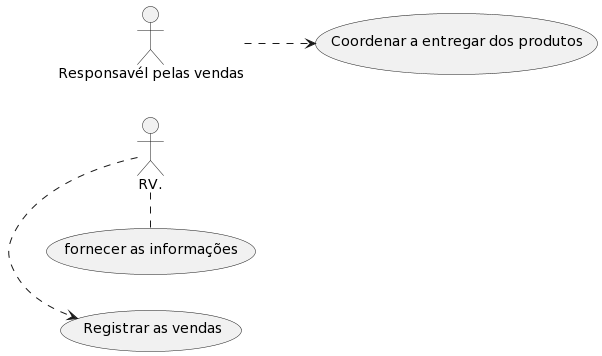 Responsavél pelas vendas
Coordenar a entregar dos produtos
RV.
fornecer as informações
Registrar as vendas